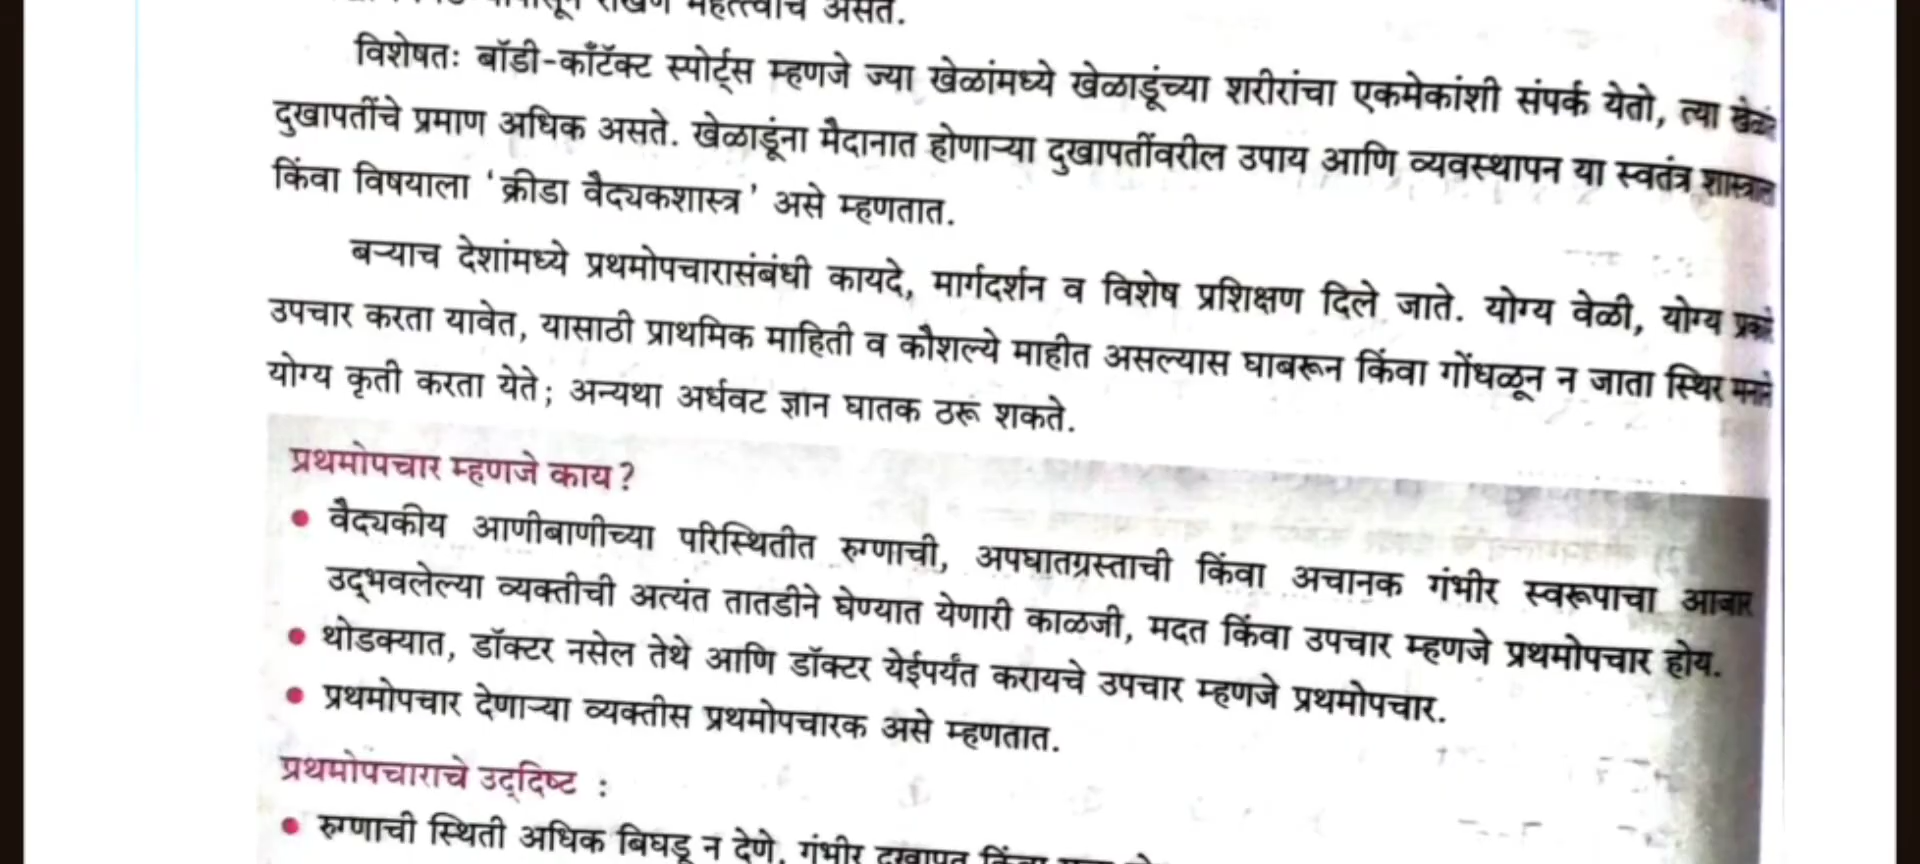 राखणे महत्त्वाचे असते.
विशेषतः बॉडी-काँटॅक्ट स्पोर्ट्स म्हणजे ज्या खेळांमध्ये खेळाडूंच्या शरीरांचा एकमेकांशी संपर्क येतो, त्या
दुखापतींचे प्रमाण अधिक असते. खेळाडूंना मैदानात होणाऱ्या दुखापतींवरील उपाय आणि व्यवस्थापन या स्वतंत्र
किंवा विषयाला ‘क्रीडा वैद्यकशास्त्र’ असे म्हणतात.
बऱ्याच देशांमध्ये प्रथमोपचारासंबंधी कायदे, मार्गदर्शन व विशेष प्रशिक्षण दिले जाते. योग्य वेळी, योग्य
उपचार करता यावेत, यासाठी प्राथमिक माहिती व कौशल्ये माहीत असल्यास घाबरून किंवा गोंधळून न जाता स्थिर
योग्य कृती करता येते; अन्यथा अर्धवट ज्ञान घातक ठरू शकते.
प्रथमोपचार म्हणजे काय?
• वैद्यकीय आणीबाणीच्या परिस्थितीत रुग्णाची, अपघातग्रस्ताची किंवा अचानक गंभीर स्वरूपाचा
उद्‌भवलेल्या व्यक्तीची अत्यंत तातडीने घेण्यात येणारी काळजी, मदत किंवा उपचार म्हणजे प्रथमोपचार होय.
• थोडक्यात, डॉक्टर नसेल तेथे आणि डॉक्टर येईपर्यंत करायचे उपचार म्हणजे प्रथमोपचार.
• प्रथमोपचार देणाऱ्या व्यक्तीस प्रथमोपचारक असे म्हणतात.
प्रथमोपचाराचे उद्‌दिष्ट :
• रुग्णाची स्थिती अधिक बिघडू न देणे, गंभीर दुखापत किंवा